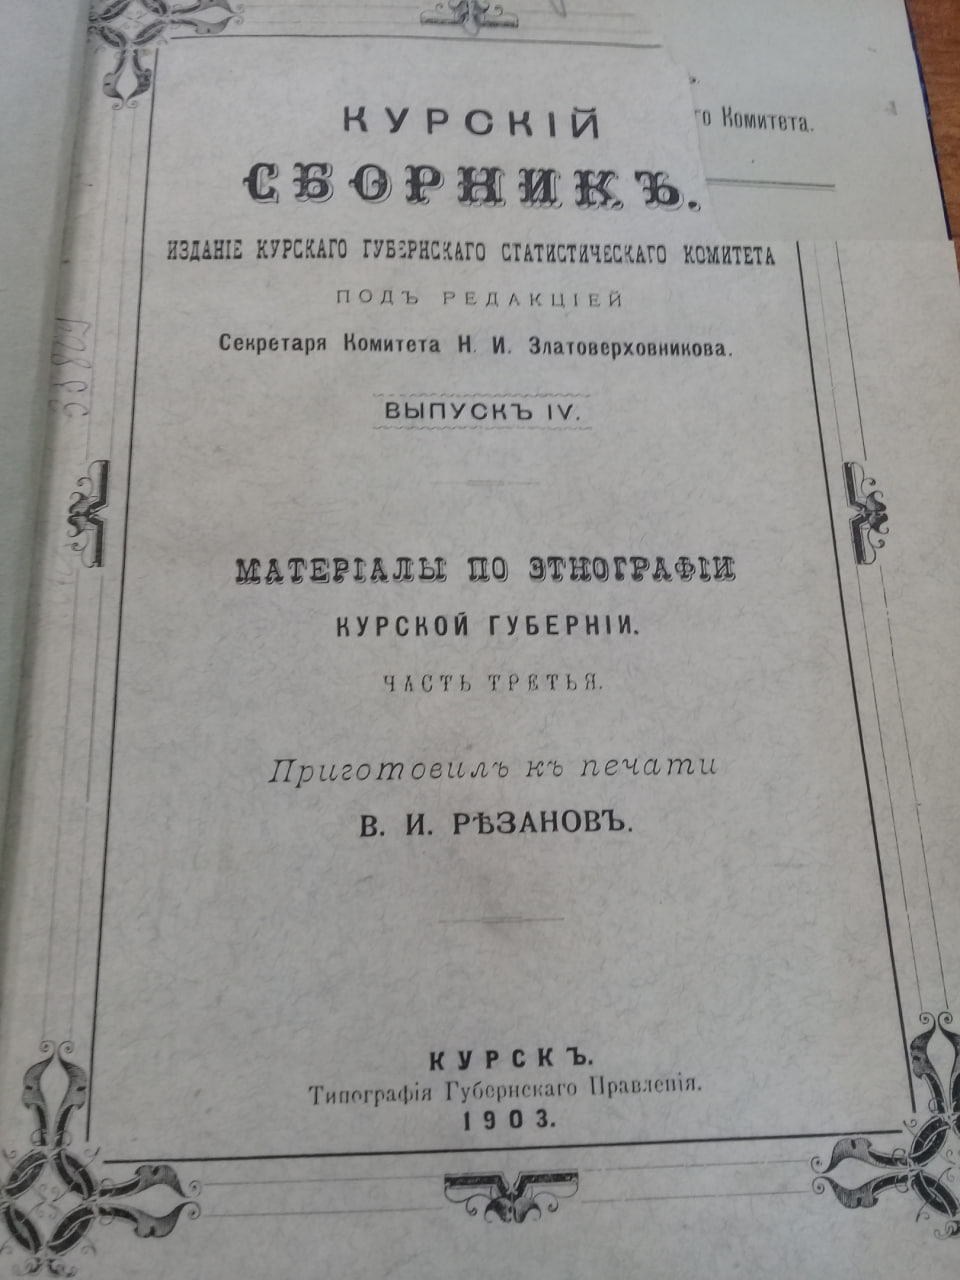 КУРСКІЙ
СБОРНИКЪ.
ИЗДАНІЕ КУРСКАГО ГУБЕРНСКАГО СТАТИСТИЧЕСКАГО КОМИТЕТА
ПОДЪ РЕДАКЦІЕЙ
Секретаря Комитета Н. И. Златоверховникова.
ВЫПУСКЪ IV.
МАТЕРІАЛЫ ПО ЭТНОГРАФІИ
КУРСКОЙ ГУБЕРНІИ.
ЧАСТЬ ТРЕТЬЯ.
Приготовилъ къ печати
В. И. РѢЗАНОВЪ.
КУРСКЪ.
Типографія Губернскаго Правленія.
1903.
го Комитета.